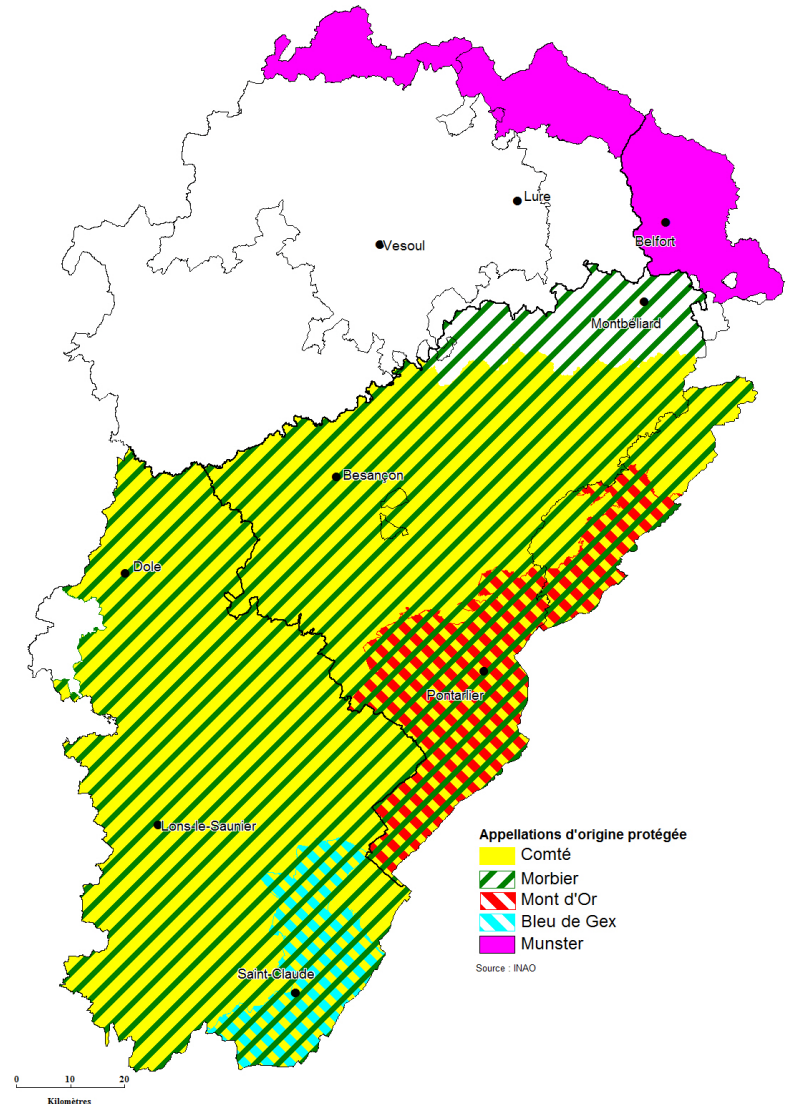 Lure
Vesoul
Belfort
Montbéliard
Besançon
Dole
Pontarlier
Lons-le-Saunier
Saint-Claude
Appellations d'origine protégée
Comté
Morbier
Mont d'Or
Bleu de Gex
Munster
Source : INAO
0 10 20
Kilomètres